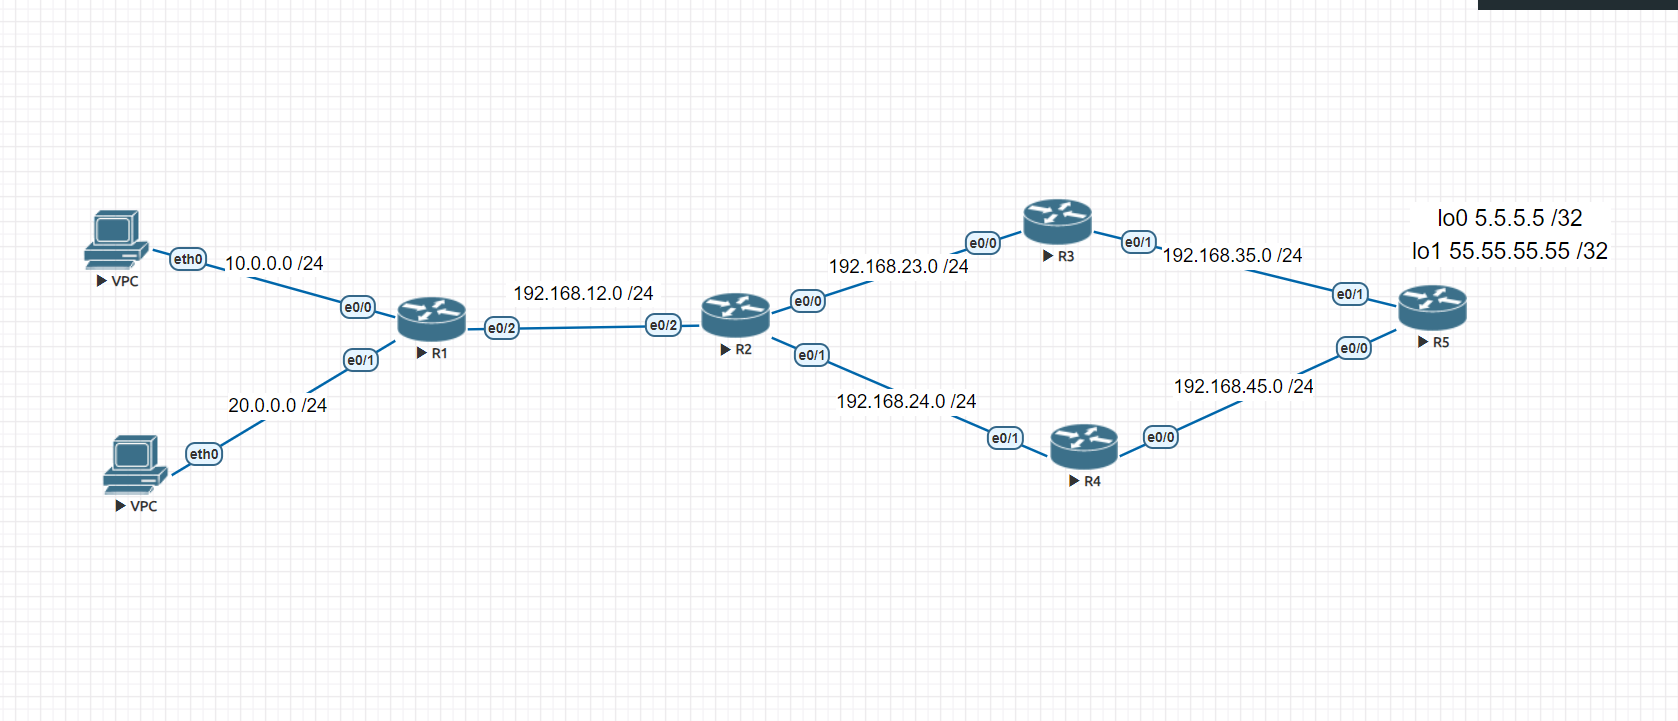 lo0 5.5.5.5 /32
lo1 55.55.55.55 /32
e0/0
R3
e0/1
192.168.35.0 /24
eth0
VPC
10.0.0.0 /24
192.168.23.0 /24
e0/0
R1
e0/2
192.168.12.0 /24
e0/2
R2
e0/0
e0/1
R5
e0/1
e0/1
e0/0
20.0.0.0 /24
192.168.24.0 /24
192.168.45.0 /24
eth0
VPC
e0/1
R4
e0/0